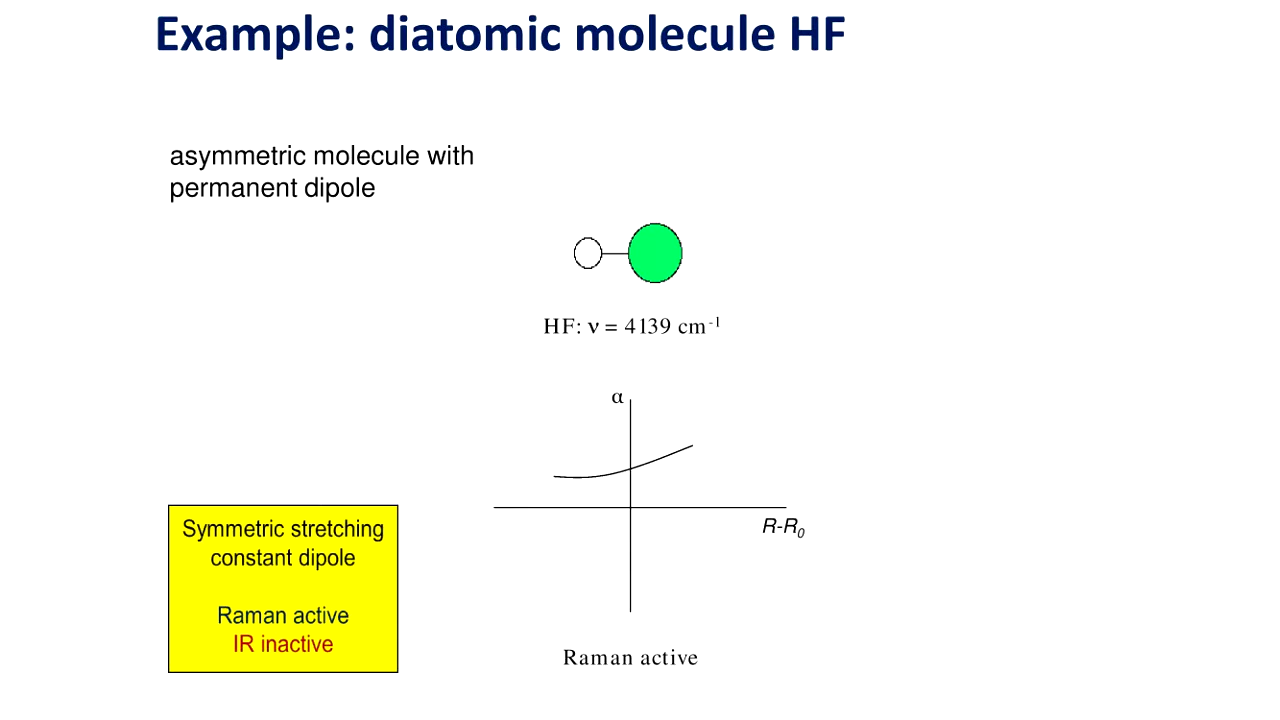 Example: diatomic molecule HF
asymmetric molecule with
permanent dipole
HF: ν = 4139 cm⁻¹
α
R-R₀
Symmetric stretching
constant dipole
Raman active
IR inactive
Raman active